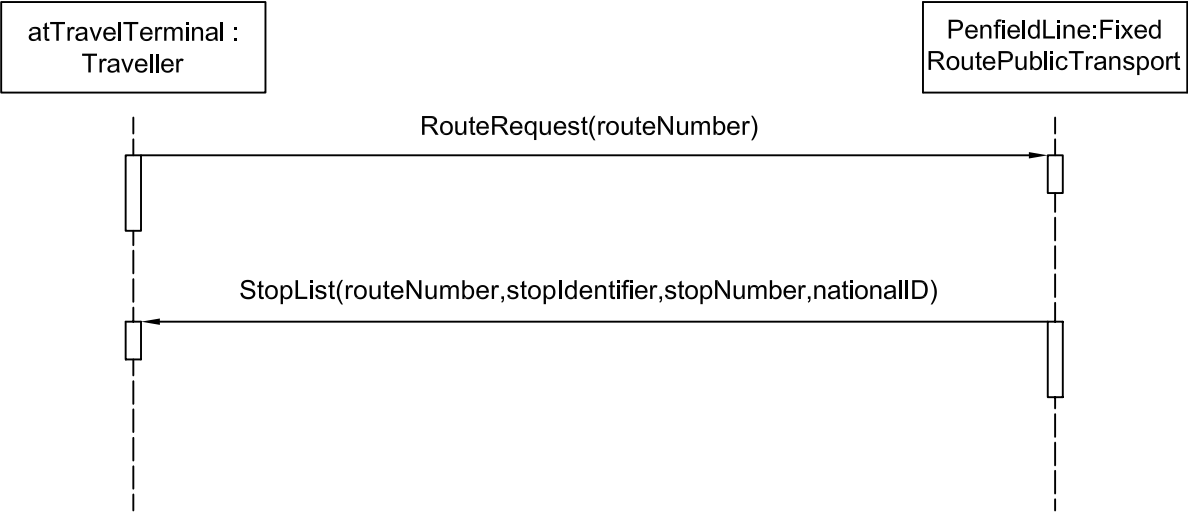 atTravelTerminal :
Traveller
PenfieldLine:Fixed
RoutePublicTransport
RouteRequest(routeNumber)
StopList(routeNumber,stopIdentifier,stopNumber,nationalID)